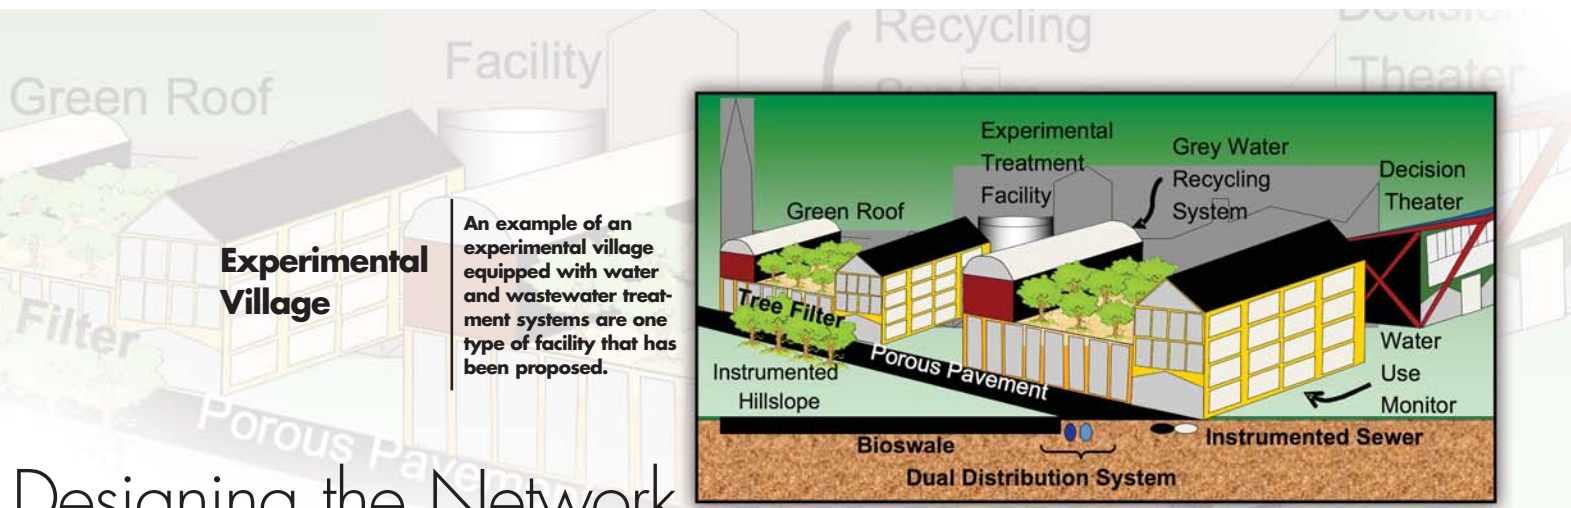 Green Roof
Facility
Recycling
System
Decision
Theater
Filter
Porous Pavement
Experimental
Village
An example of an
experimental village
equipped with water
and wastewater treat-
ment systems are one
type of facility that has
been proposed.
Experimental
Treatment
Facility
Grey Water
Recycling
System
Decision
Theater
Green Roof
Tree Filter
Porous Pavement
Instrumented
Hillslope
Water
Use
Monitor
Bioswale
Instrumented Sewer
Dual Distribution System
Designing the Network